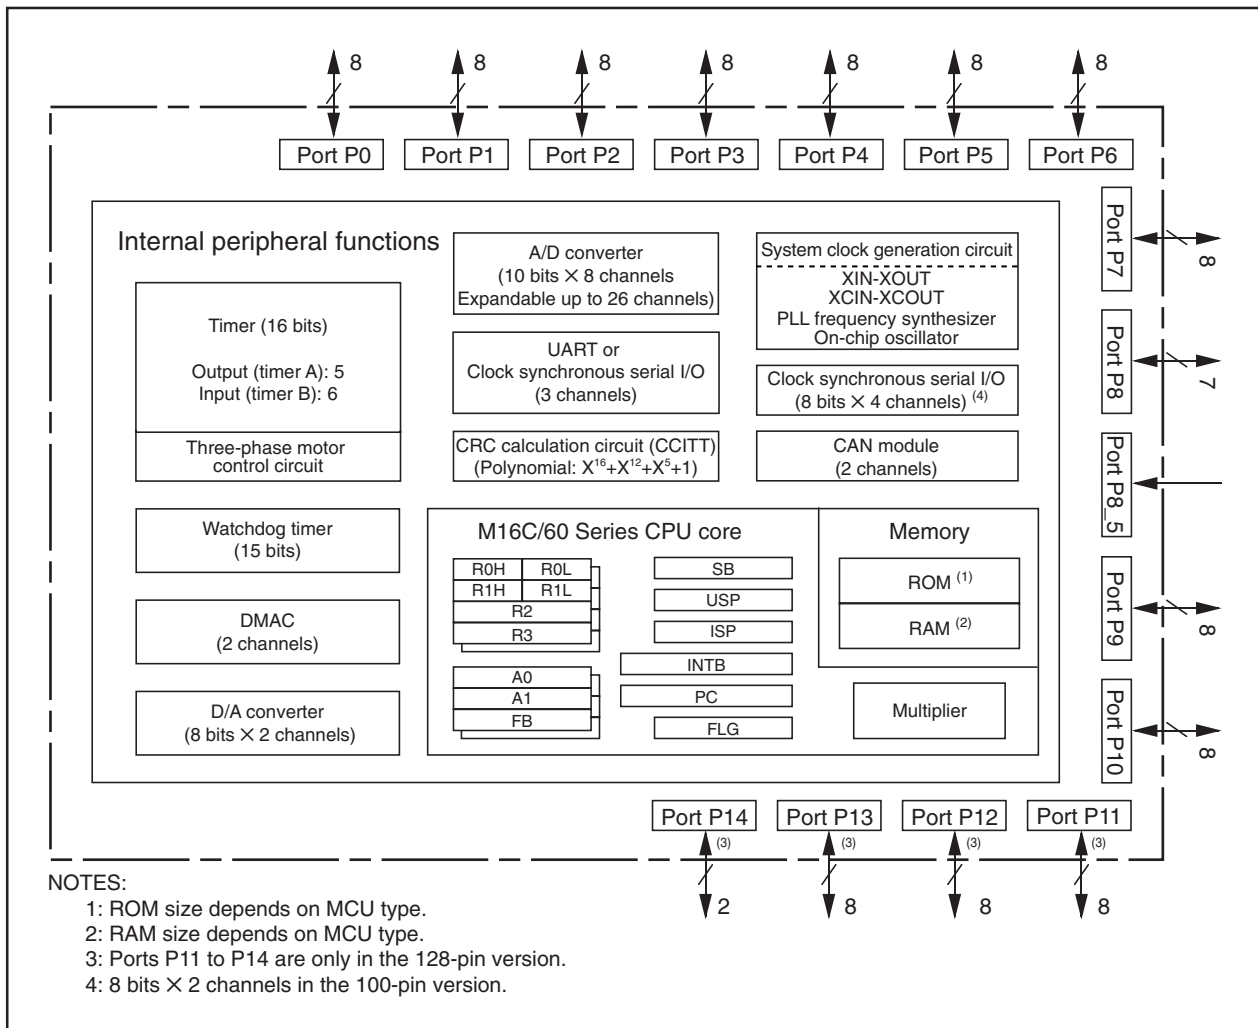 8 8 8 8 8 8 8
Port P0 Port P1 Port P2 Port P3 Port P4 Port P5 Port P6
Internal peripheral functions
Timer (16 bits)
Output (timer A): 5
Input (timer B): 6
Three-phase motor
control circuit
Watchdog timer
(15 bits)
DMAC
(2 channels)
D/A converter
(8 bits × 2 channels)
A/D converter
(10 bits × 8 channels
Expandable up to 26 channels)
UART or
Clock synchronous serial I/O
(3 channels)
CRC calculation circuit (CCITT)
(Polynomial: X¹⁶+X¹²+X⁵+1)
System clock generation circuit
XIN-XOUT
XCIN-XCOUT
PLL frequency synthesizer
On-chip oscillator
Clock synchronous serial I/O
(8 bits × 4 channels) (4)
CAN module
(2 channels)
M16C/60 Series CPU core
R0H R0L
R1H R1L
R2
R3
A0
A1
FB
SB
USP
ISP
INTB
PC
FLG
Memory
ROM (1)
RAM (2)
Multiplier
Port P7
8
Port P8
7
Port P8_5
Port P9
8
Port P10
8
Port P14 Port P13 Port P12 Port P11
(3) (3) (3) (3)
2 8 8 8
NOTES:
1: ROM size depends on MCU type.
2: RAM size depends on MCU type.
3: Ports P11 to P14 are only in the 128-pin version.
4: 8 bits × 2 channels in the 100-pin version.